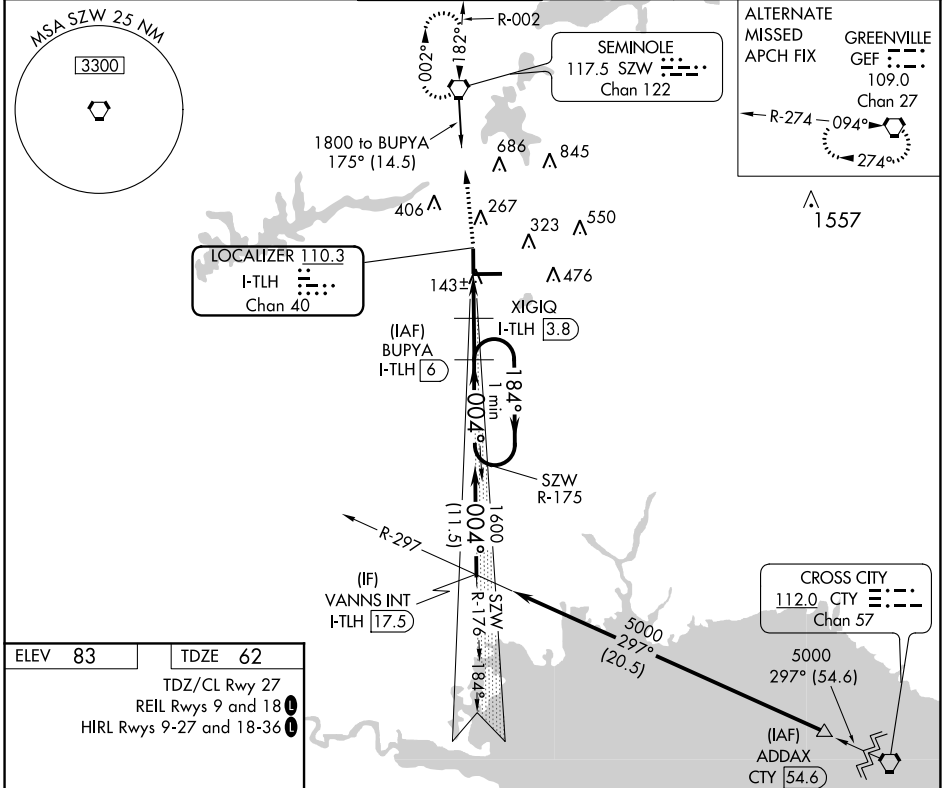 MSA SZW 25 NM
3300
R-002
002°
182°
SEMINOLE
117.5 SZW
Chan 122
ALTERNATE
MISSED
APCH FIX
GREENVILLE
GEF
109.0
Chan 27
R-274
094°
274°
1800 to BUPYA
175° (14.5)
686
845
406
267
323
550
1557
LOCALIZER 110.3
I-TLH
Chan 40
143±
476
XIGIQ
I-TLH 3.8
(IAF)
BUPYA
I-TLH 6
184°
1 min
004°
SZW
R-175
1600
004°
(11.5)
R-297
(IF)
VANNS INT
I-TLH 17.5
SZW
R-176
184°
5000
297°
(20.5)
CROSS CITY
112.0 CTY
Chan 57
5000
297° (54.6)
(IAF)
ADDAX
CTY 54.6
ELEV 83
TDZE 62
TDZ/CL Rwy 27
REIL Rwys 9 and 18 L
HIRL Rwys 9-27 and 18-36 L